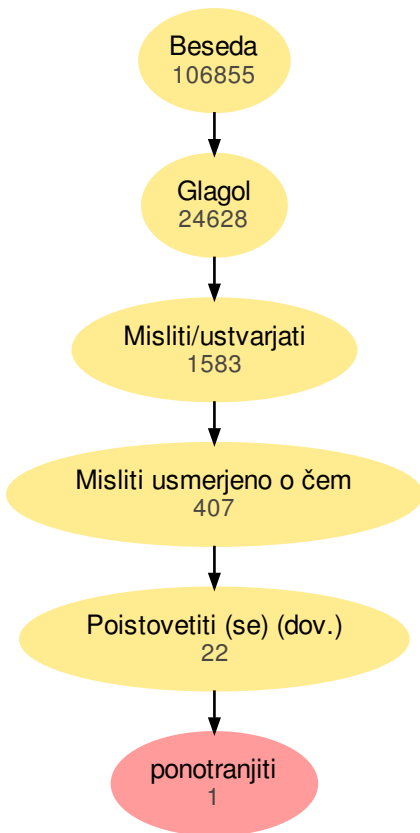 Beseda
106855
Glagol
24628
Misliti/ustvarjati
1583
Misliti usmerjeno o čem
407
Poistovetiti (se) (dov.)
22
ponotranjiti
1